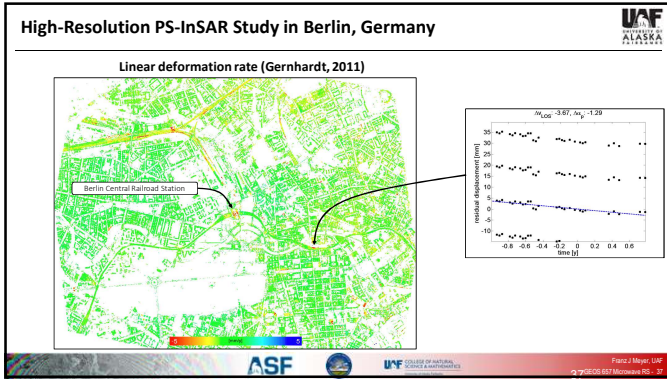 High-Resolution PS-InSAR Study in Berlin, Germany
UAF
UNIVERSITY OF
ALASKA
FAIRBANKS
Linear deformation rate (Gernhardt, 2011)
Berlin Central Railroad Station
-5
[mm/y]
5
35
30
25
20
15
10
5
0
-5
-10
residual displacement [mm]
-0.8 -0.6 -0.4 -0.2 0 0.2 0.4 0.6
time [y]
ASF
UAF COLLEGE OF NATURAL
SCIENCE & MATHEMATICS
Franz J Meyer, UAF
GEOS 657 Microwave RS - 37
37